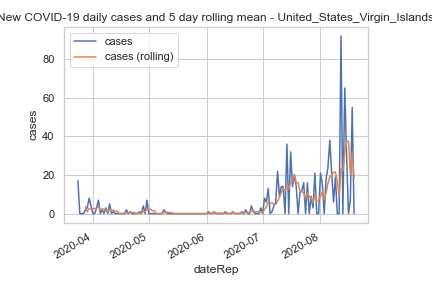 New COVID-19 daily cases and 5 day rolling mean - United_States_Virgin_Islands
cases
cases (rolling)
80
60
40
20
0
cases
2020-04
2020-05
2020-06
2020-07
2020-08
dateRep